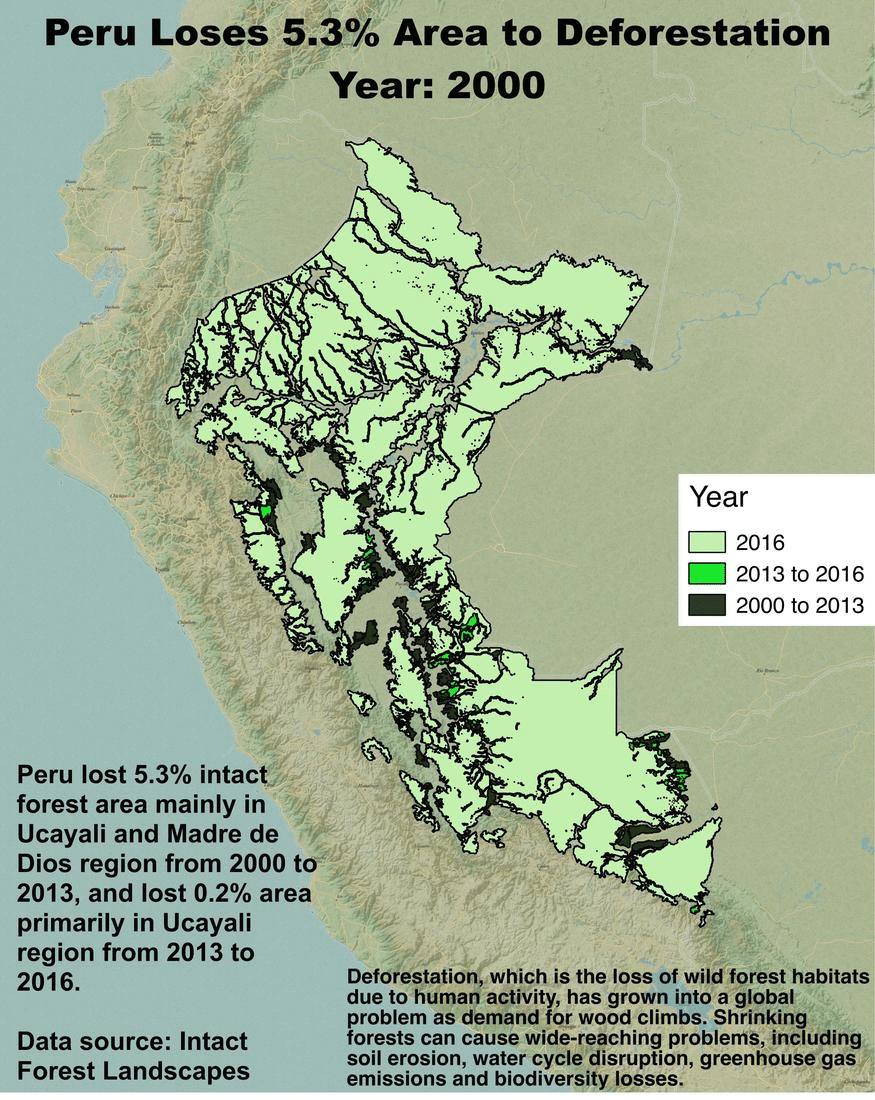 Peru Loses 5.3% Area to Deforestation
Year: 2000
Year
2016
2013 to 2016
2000 to 2013
Peru lost 5.3% intact
forest area mainly in
Ucayali and Madre de
Dios region from 2000 to
2013, and lost 0.2% area
primarily in Ucayali
region from 2013 to
2016.
Data source: Intact
Forest Landscapes
Deforestation, which is the loss of wild forest habitats
due to human activity, has grown into a global
problem as demand for wood climbs. Shrinking
forests can cause wide-reaching problems, including
soil erosion, water cycle disruption, greenhouse gas
emissions and biodiversity losses.